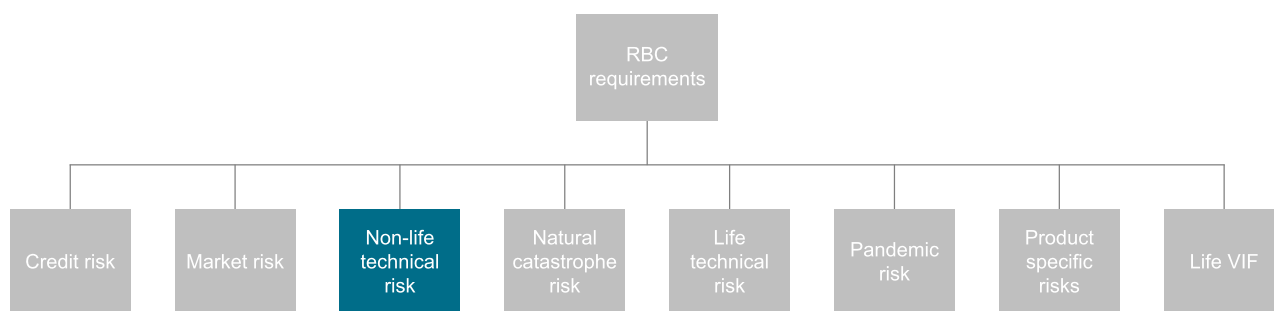 RBC
requirements
Credit risk
Market risk
Non-life
technical
risk
Natural
catastrophe
risk
Life
technical
risk
Pandemic
risk
Product
specific
risks
Life VIF